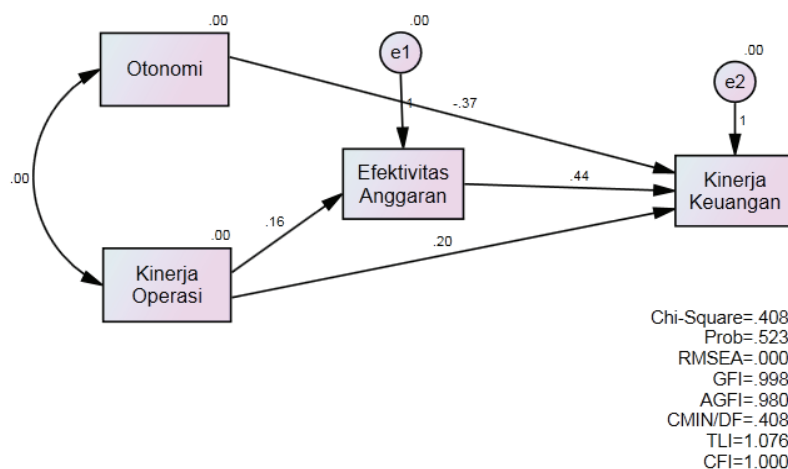 .00
.00
.00
Otonomi
e1
e2
1
-.37
1
.00
Efektivitas
Anggaran
.44
Kinerja
Keuangan
.00
.16
.20
Kinerja
Operasi
Chi-Square=.408
Prob=.523
RMSEA=.000
GFI=.998
AGFI=.980
CMIN/DF=.408
TLI=1.076
CFI=1.000